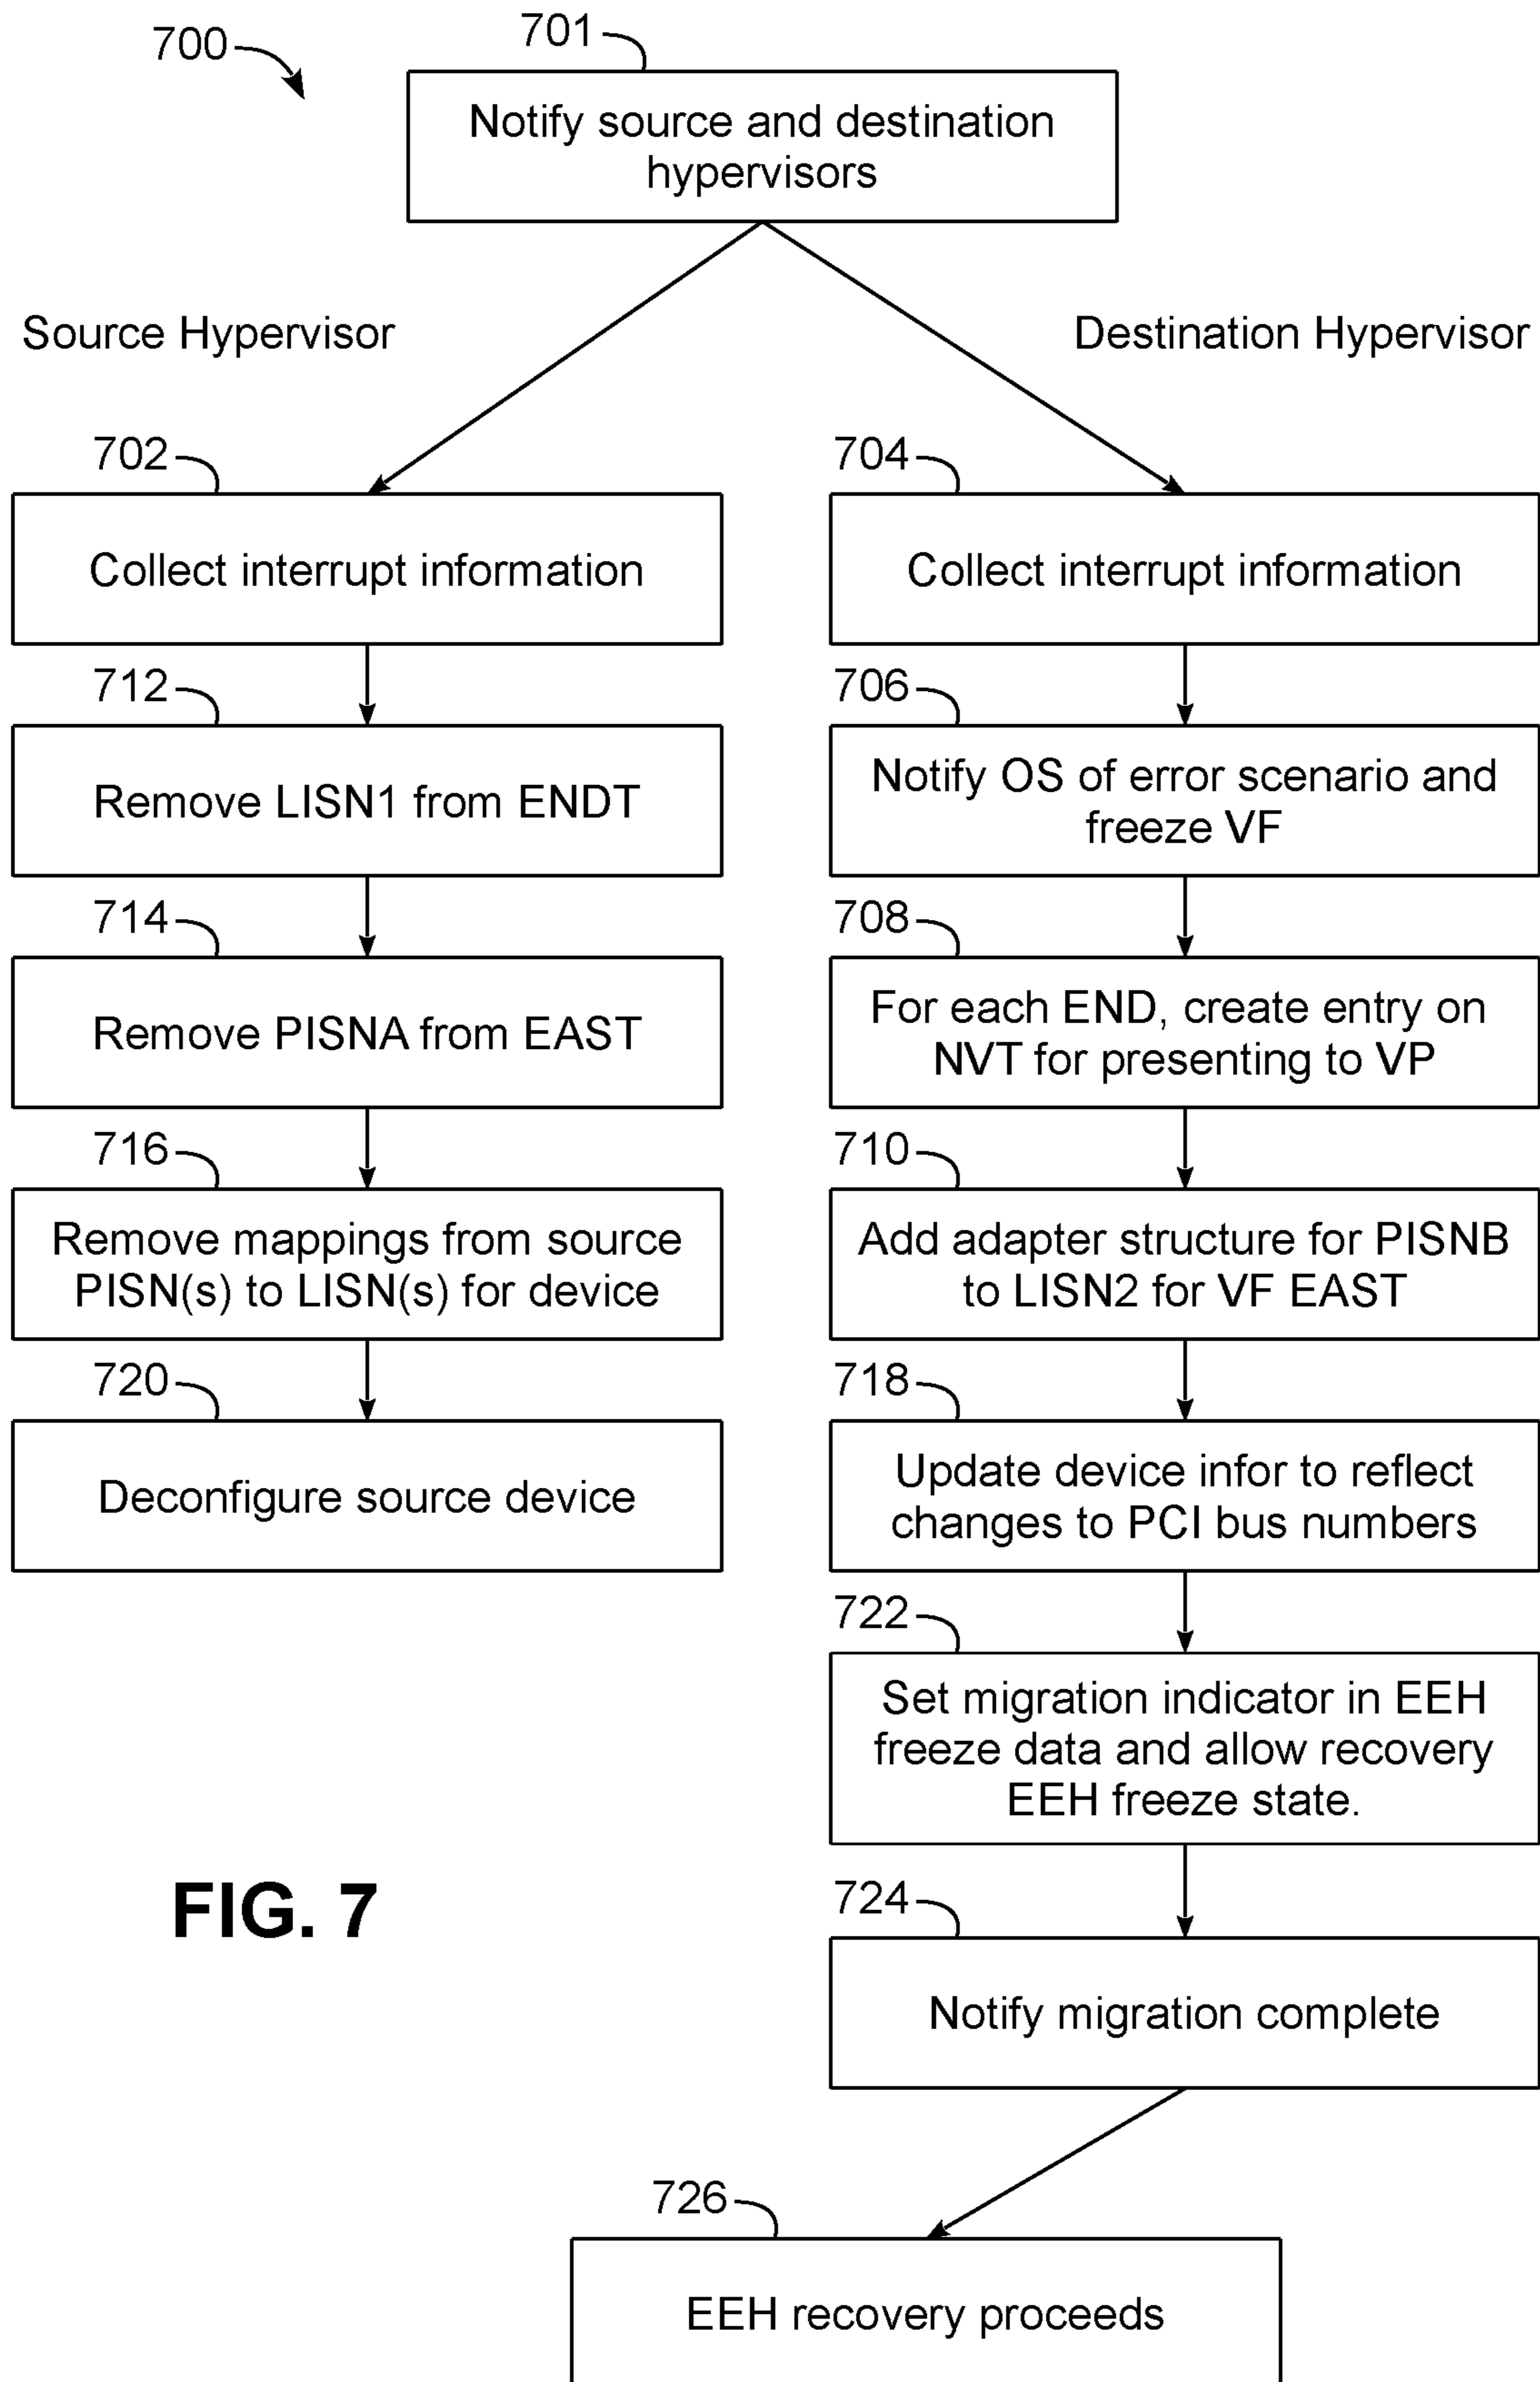 700
701
Notify source and destination
hypervisors
Source Hypervisor
Destination Hypervisor
702
Collect interrupt information
704
Collect interrupt information
712
Remove LISN1 from ENDT
706
Notify OS of error scenario and
freeze VF
714
Remove PISNA from EAST
708
For each END, create entry on
NVT for presenting to VP
716
Remove mappings from source
PISN(s) to LISN(s) for device
710
Add adapter structure for PISNB
to LISN2 for VF EAST
720
Deconfigure source device
718
Update device infor to reflect
changes to PCI bus numbers
722
Set migration indicator in EEH
freeze data and allow recovery
EEH freeze state.
FIG. 7
724
Notify migration complete
726
EEH recovery proceeds